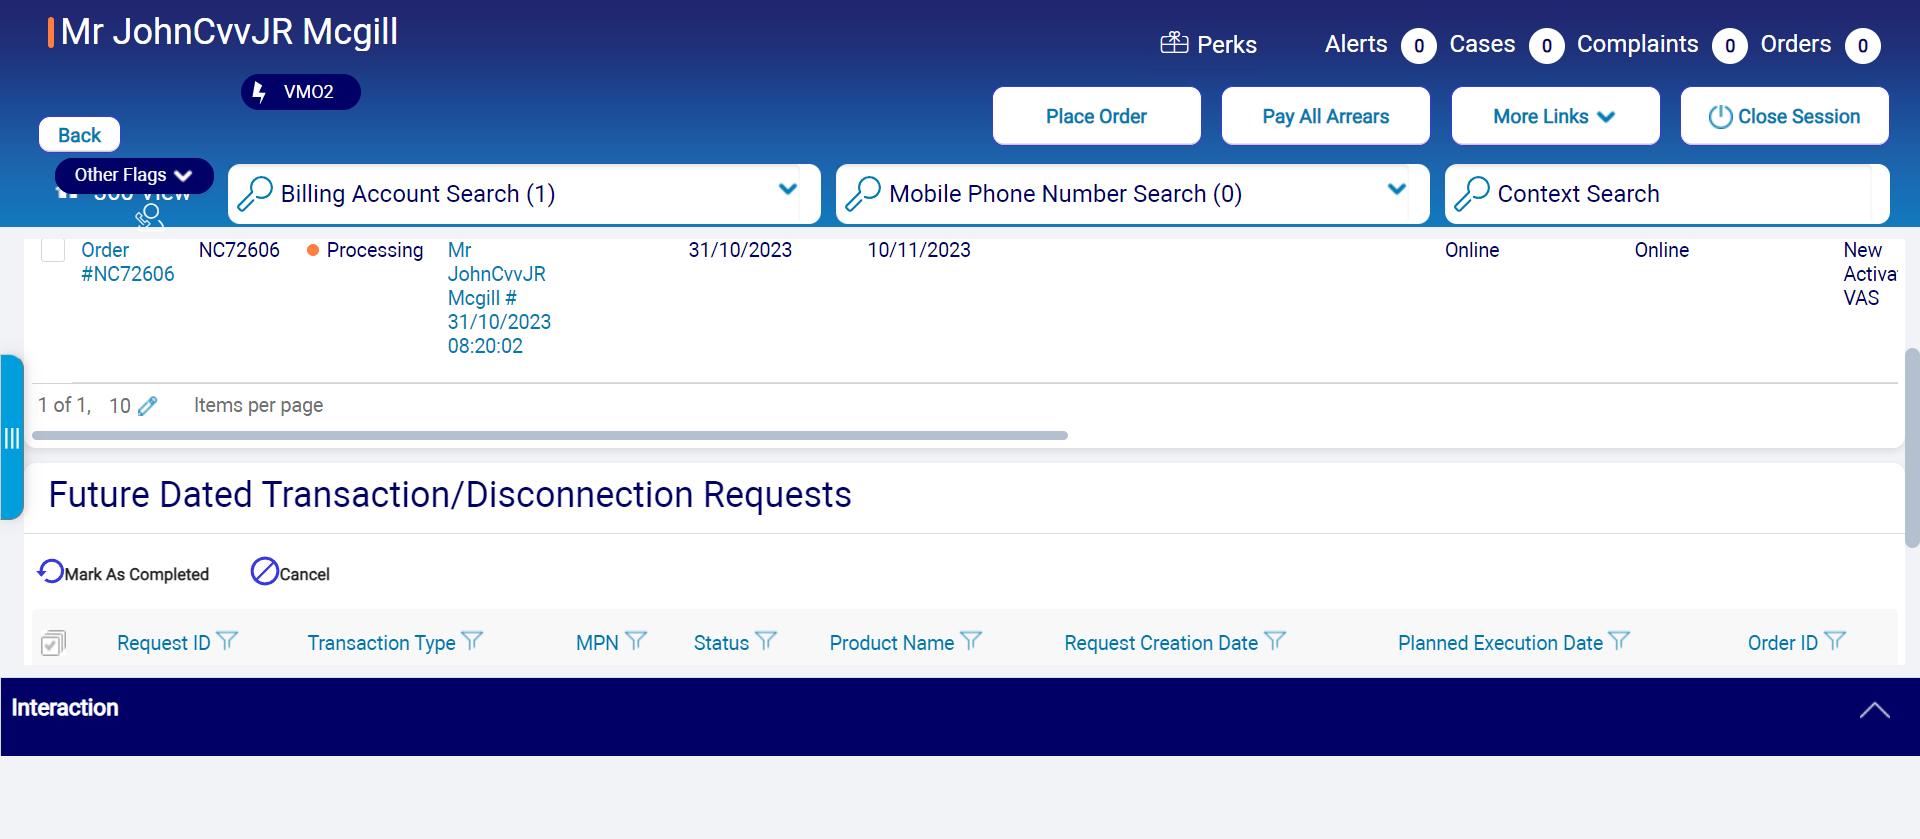 Mr JohnCvvJR Mcgill
Perks
Alerts 0 Cases 0 Complaints 0 Orders 0
VMO2
Place Order
Pay All Arrears
More Links
Close Session
Back
Other Flags
360 View
Billing Account Search (1)
Mobile Phone Number Search (0)
Context Search
Order
#NC72606
NC72606
Processing
Mr
JohnCvvJR
Mcgill #
31/10/2023
08:20:02
31/10/2023
10/11/2023
Online
Online
New
Activa
VAS
1 of 1, 10 Items per page
Future Dated Transaction/Disconnection Requests
Mark As Completed
Cancel
Request ID
Transaction Type
MPN
Status
Product Name
Request Creation Date
Planned Execution Date
Order ID
Interaction